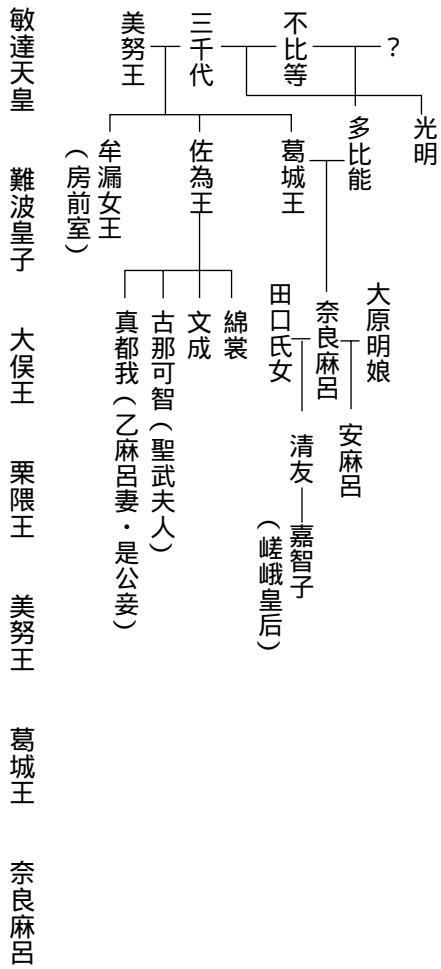 敏達天皇　難波皇子　大俣王　栗隈王　美努王　葛城王　奈良麻呂
？
不比等
三千代
美努王
光明
多比能
葛城王
佐為王
牟漏女王
（房前室）
大原明娘
奈良麻呂
田口氏女
綿裳
文成
古那可智（聖武夫人）
真都我（乙麻呂妻・是公妾）
安麻呂
清友
嘉智子
（嵯峨皇后）